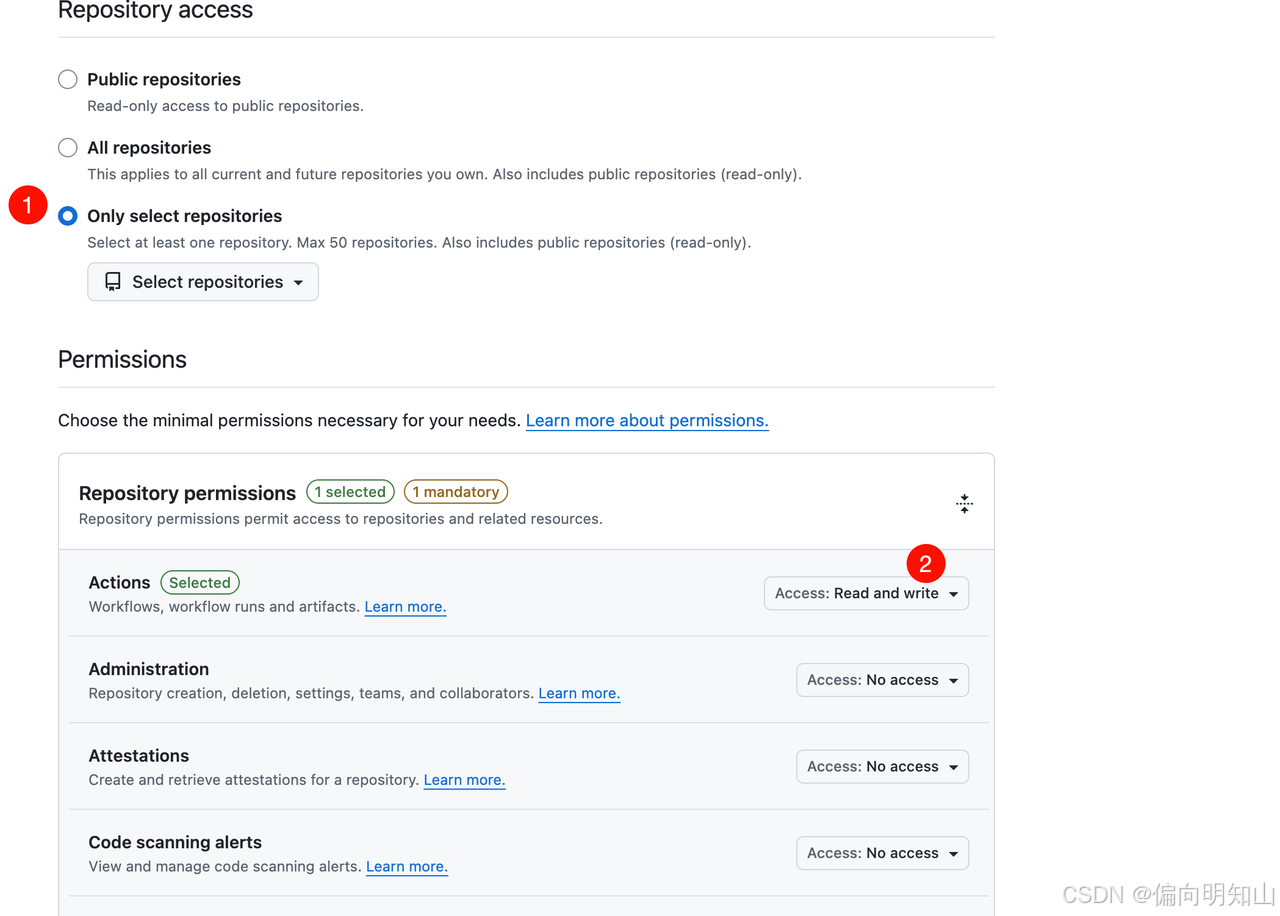 Repository access
Public repositories
Read-only access to public repositories.
All repositories
This applies to all current and future repositories you own. Also includes public repositories (read-only).
1
Only select repositories
Select at least one repository. Max 50 repositories. Also includes public repositories (read-only).
Select repositories
Permissions
Choose the minimal permissions necessary for your needs. Learn more about permissions.
Repository permissions 1 selected 1 mandatory
Repository permissions permit access to repositories and related resources.
2
Actions Selected
Access: Read and write
Workflows, workflow runs and artifacts. Learn more.
Administration
Access: No access
Repository creation, deletion, settings, teams, and collaborators. Learn more.
Attestations
Access: No access
Create and retrieve attestations for a repository. Learn more.
Code scanning alerts
Access: No access
View and manage code scanning alerts. Learn more.
CSDN @偏向明知山